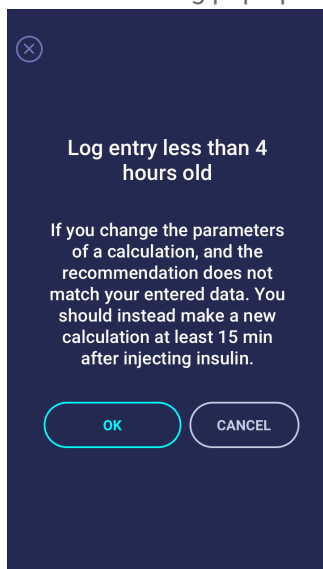 Log entry less than 4
hours old
If you change the parameters
of a calculation, and the
recommendation does not
match your entered data. You
should instead make a new
calculation at least 15 min
after injecting insulin.
OK
CANCEL